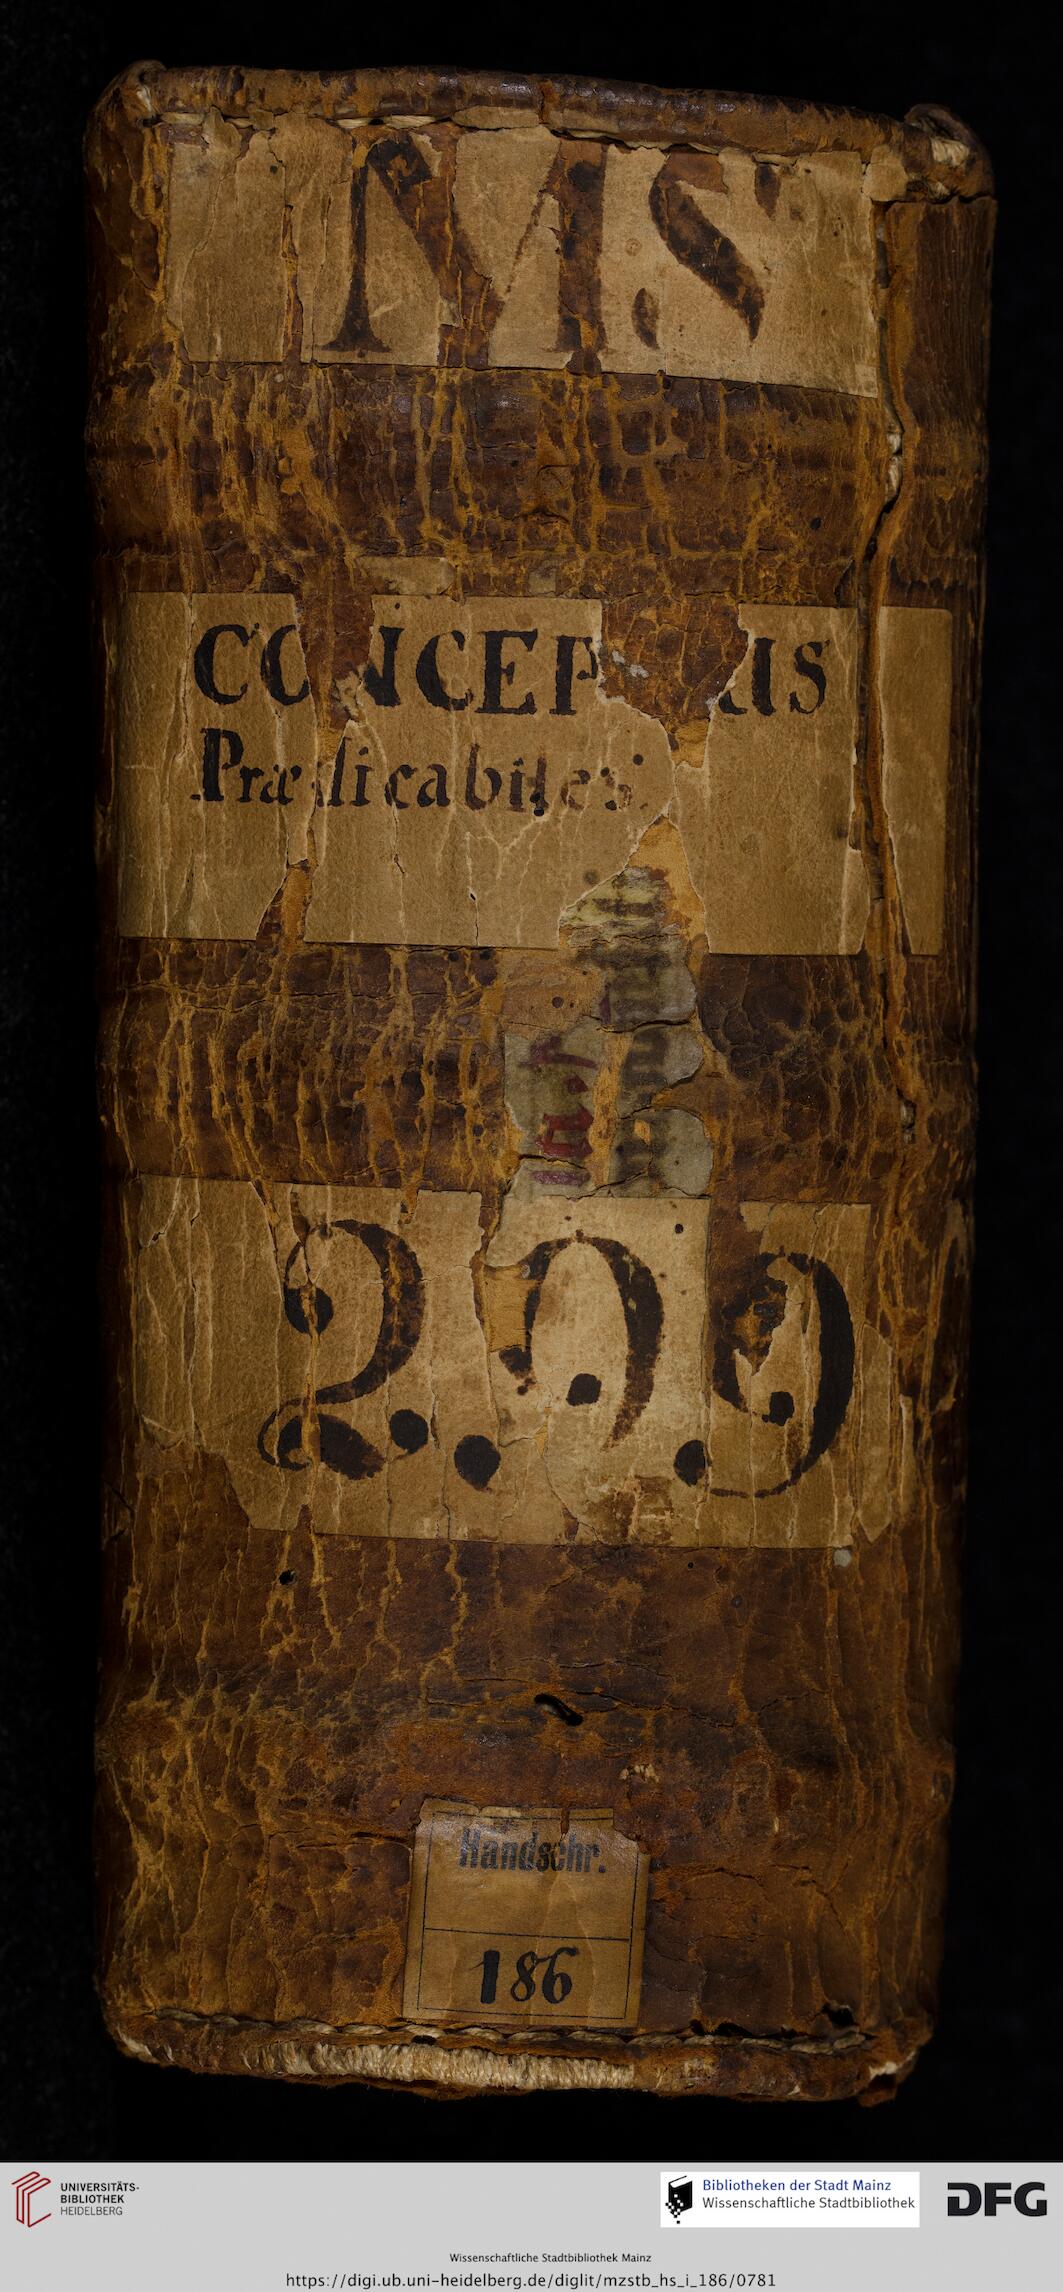 MS
CONCEP US
Prædicabiles
2.9.9
Handschr.
186
UNIVERSITÄTS-
BIBLIOTHEK
HEIDELBERG
Bibliotheken der Stadt Mainz
Wissenschaftliche Stadtbibliothek
DFG
Wissenschaftliche Stadtbibliothek Mainz
https://digi.ub.uni-heidelberg.de/diglit/mzstb_hs_i_186/0781